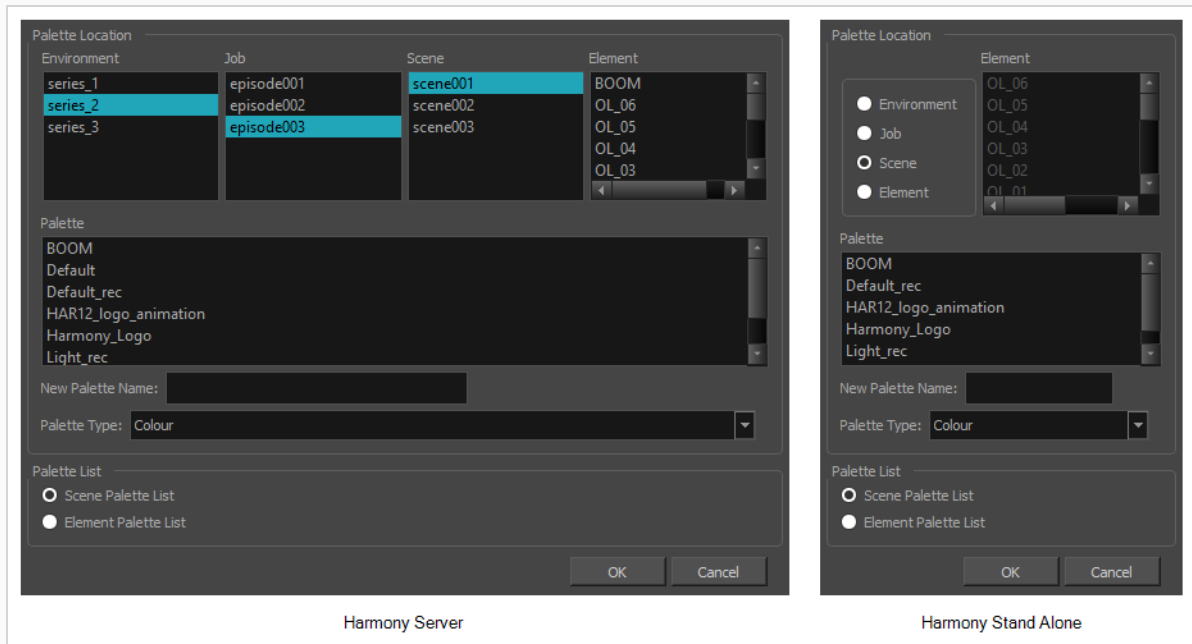 Palette Location
Environment Job Scene Element
series_1 episode001 scene001 BOOM
series_2 episode002 scene002 OL_06
series_3 episode003 scene003 OL_05
OL_04
OL_03
Palette
BOOM
Default
Default_rec
HAR12_logo_animation
Harmony_Logo
Light_rec
New Palette Name:
Palette Type: Colour
Palette List
Scene Palette List
Element Palette List
OK Cancel
Harmony Server
Palette Location
Element
OL_06
Environment OL_05
Job OL_04
OL_03
Scene OL_02
Element OL_01
Palette
BOOM
Default_rec
HAR12_logo_animation
Harmony_Logo
Light_rec
New Palette Name:
Palette Type: Colour
Palette List
Scene Palette List
Element Palette List
OK Cancel
Harmony Stand Alone